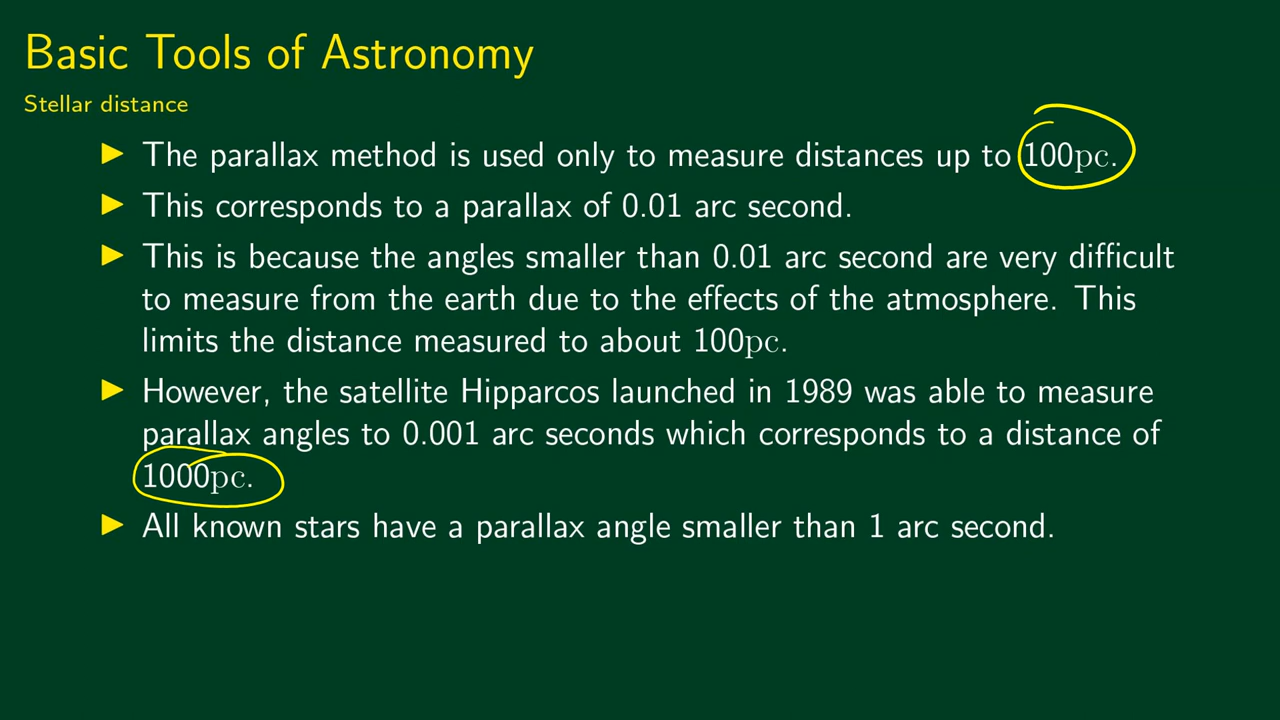 Basic Tools of Astronomy
Stellar distance
▶ The parallax method is used only to measure distances up to 100pc.
▶ This corresponds to a parallax of 0.01 arc second.
▶ This is because the angles smaller than 0.01 arc second are very difficult
to measure from the earth due to the effects of the atmosphere. This
limits the distance measured to about 100pc.
▶ However, the satellite Hipparcos launched in 1989 was able to measure
parallax angles to 0.001 arc seconds which corresponds to a distance of
1000pc.
▶ All known stars have a parallax angle smaller than 1 arc second.